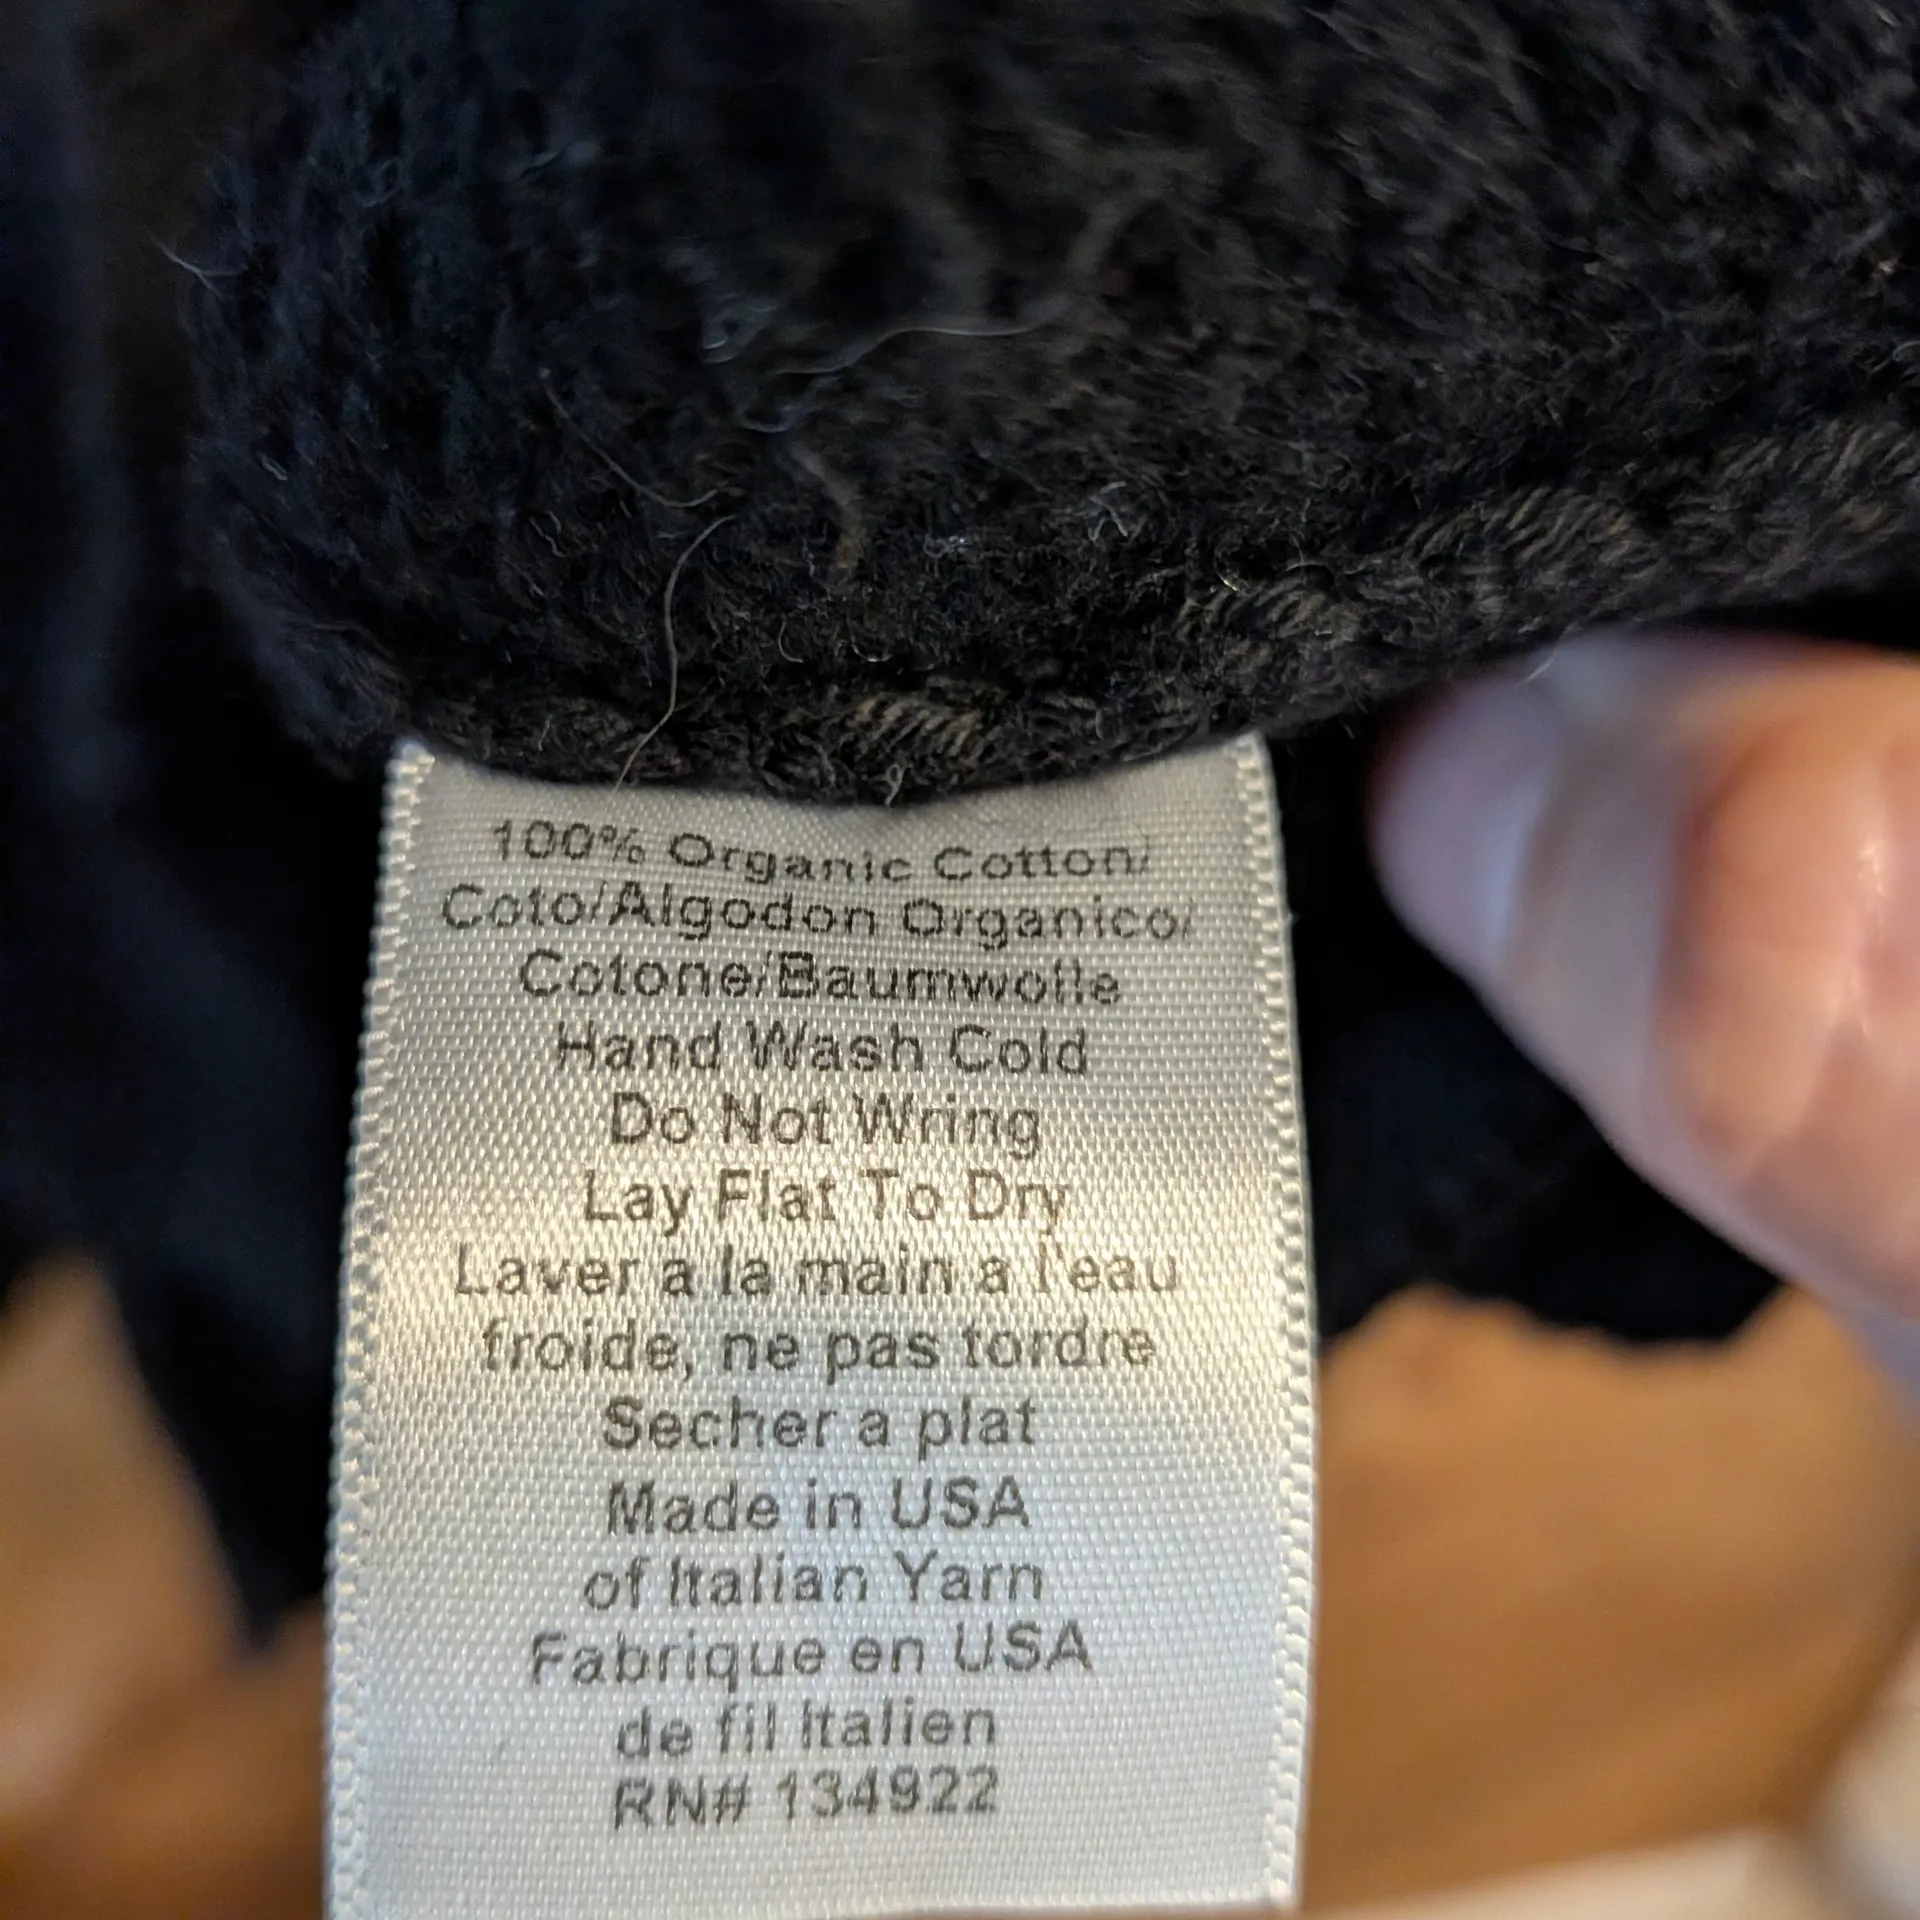 100% Organic Cotton/
Coto/Algodon Organico/
Cotone/Baumwolle
Hand Wash Cold
Do Not Wring
Lay Flat To Dry
Laver a la main a l'eau
froide, ne pas tordre
Secher a plat
Made in USA
of Italian Yarn
Fabrique en USA
de fil Italien
RN# 134922